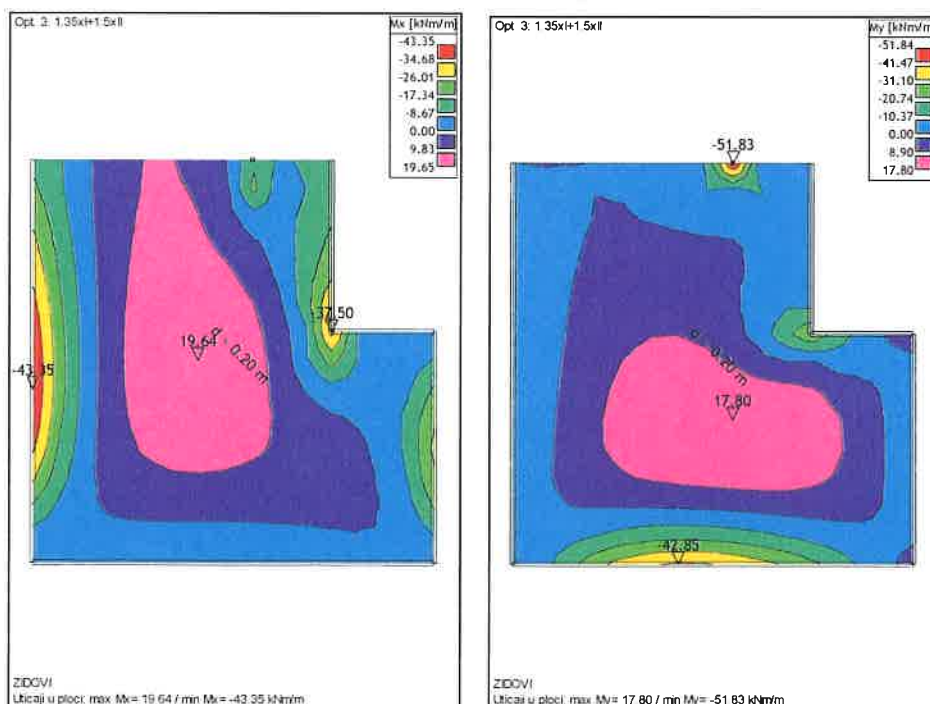 Opt. 3: 1.35xI+1.5xII
Mx [kNm/m]
-43.35
-34.68
-26.01
-17.34
-8.67
0.00
9.83
19.65
-37.50
19.64
d = 0.20 m
-43.35
ZIDOVI
Uticaji u ploci: max Mx= 19.64 / min Mx= -43.35 kNm/m
Opt. 3: 1.35xI+1.5xII
My [kNm/m]
-51.84
-41.47
-31.10
-20.74
-10.37
0.00
8.90
17.80
-51.83
d = 0.20 m
17.80
-42.85
ZIDOVI
Uticaji u ploci: max My= 17.80 / min My= -51.83 kNm/m